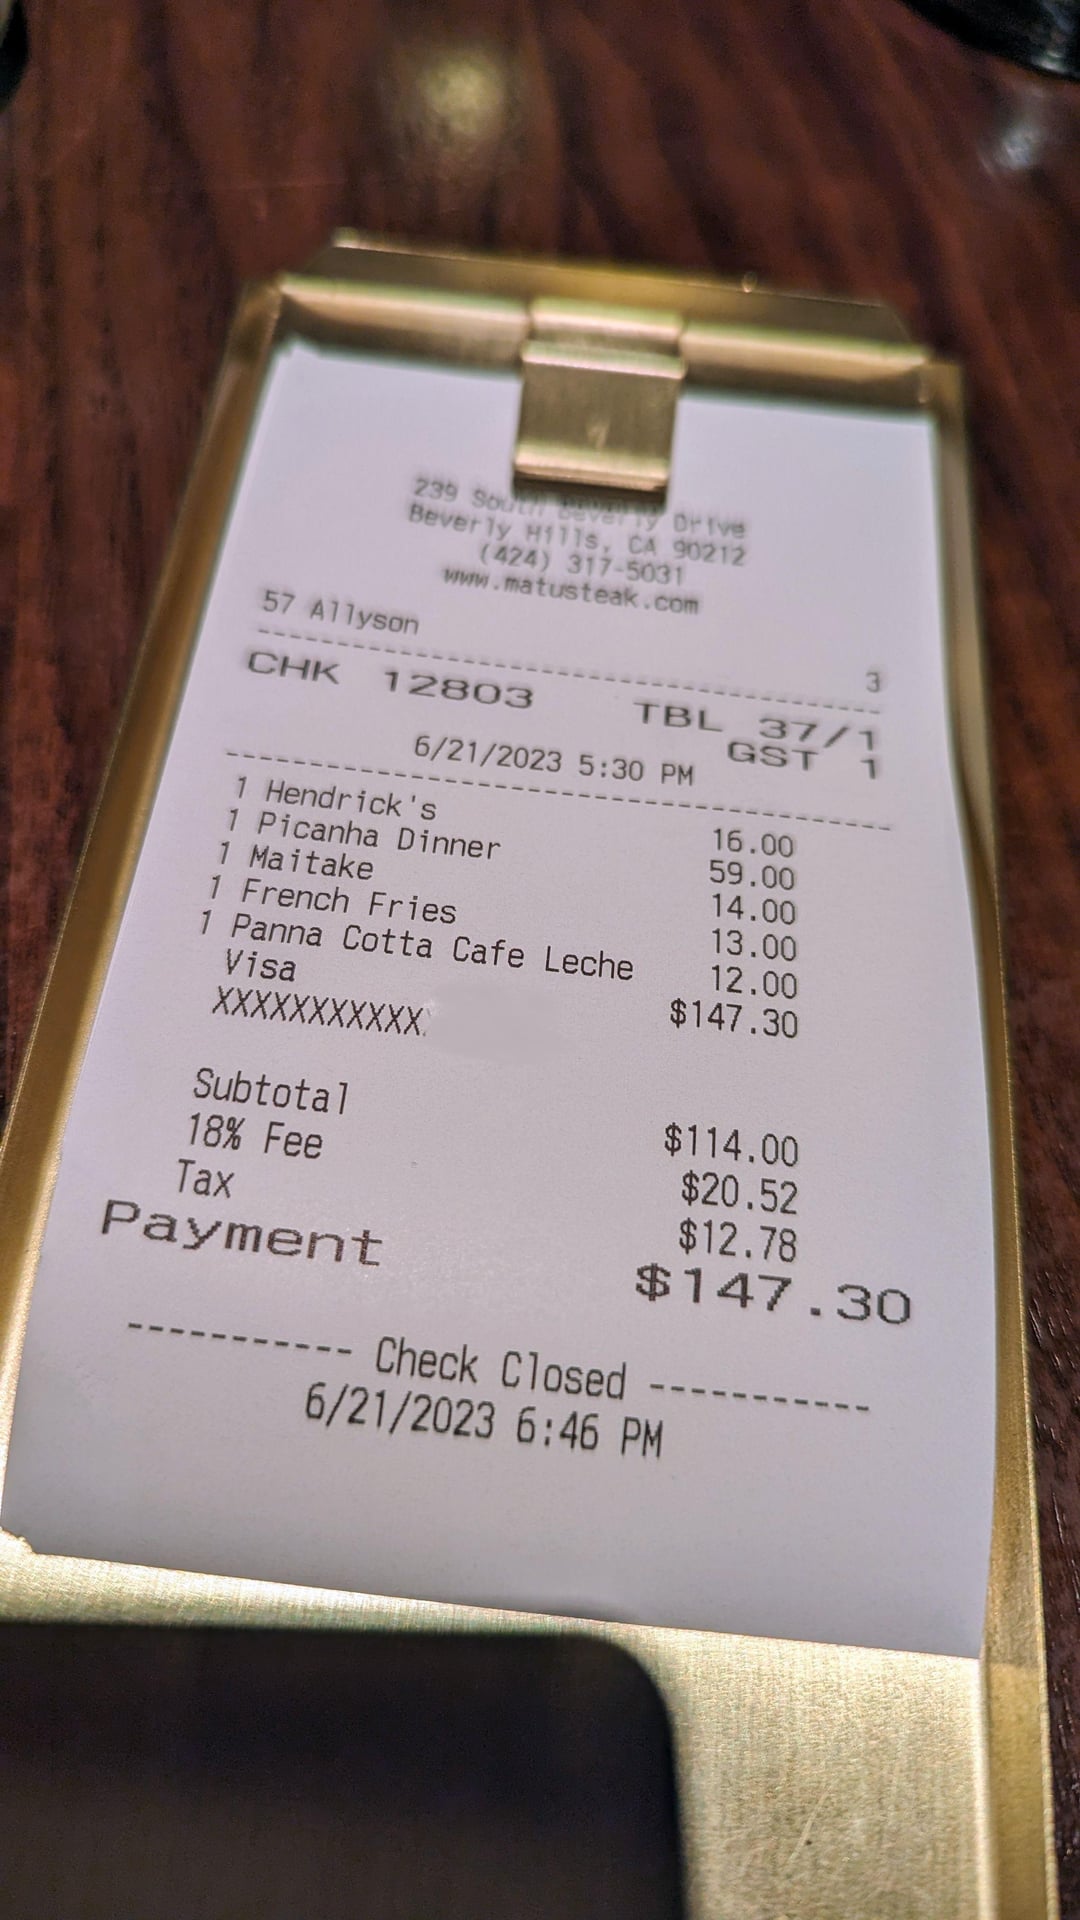 239 South Beverly Drive
Beverly Hills, CA 90212
(424) 317-5031
www.matusteak.com
57 Allyson
3
CHK 12803 TBL 37/1
GST 1
6/21/2023 5:30 PM
1 Hendrick's 16.00
1 Picanha Dinner 59.00
1 Maitake 14.00
1 French Fries 13.00
1 Panna Cotta Cafe Leche 12.00
Visa $147.30
XXXXXXXXXXX
Subtotal $114.00
18% Fee $20.52
Tax $12.78
Payment $147.30
----------- Check Closed -----------
6/21/2023 6:46 PM